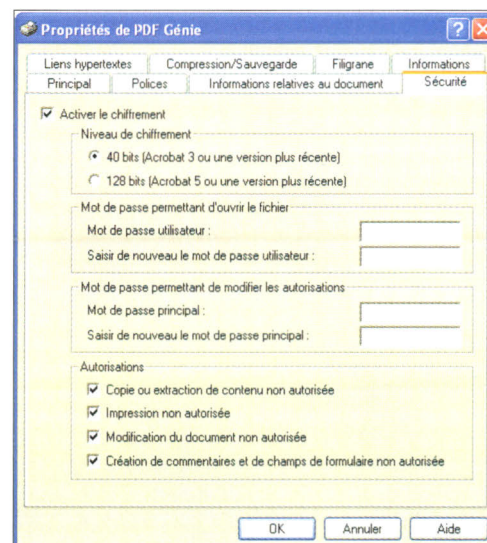 Propriétés de PDF Génie
Liens hypertextes Compression/Sauvegarde Filigrane Informations
Principal Polices Informations relatives au document Sécurité
Activer le chiffrement
Niveau de chiffrement
40 bits (Acrobat 3 ou une version plus récente)
128 bits (Acrobat 5 ou une version plus récente)
Mot de passe permettant d'ouvrir le fichier
Mot de passe utilisateur :
Saisir de nouveau le mot de passe utilisateur :
Mot de passe permettant de modifier les autorisations
Mot de passe principal :
Saisir de nouveau le mot de passe principal :
Autorisations
Copie ou extraction de contenu non autorisée
Impression non autorisée
Modification du document non autorisée
Création de commentaires et de champs de formulaire non autorisée
OK Annuler Aide